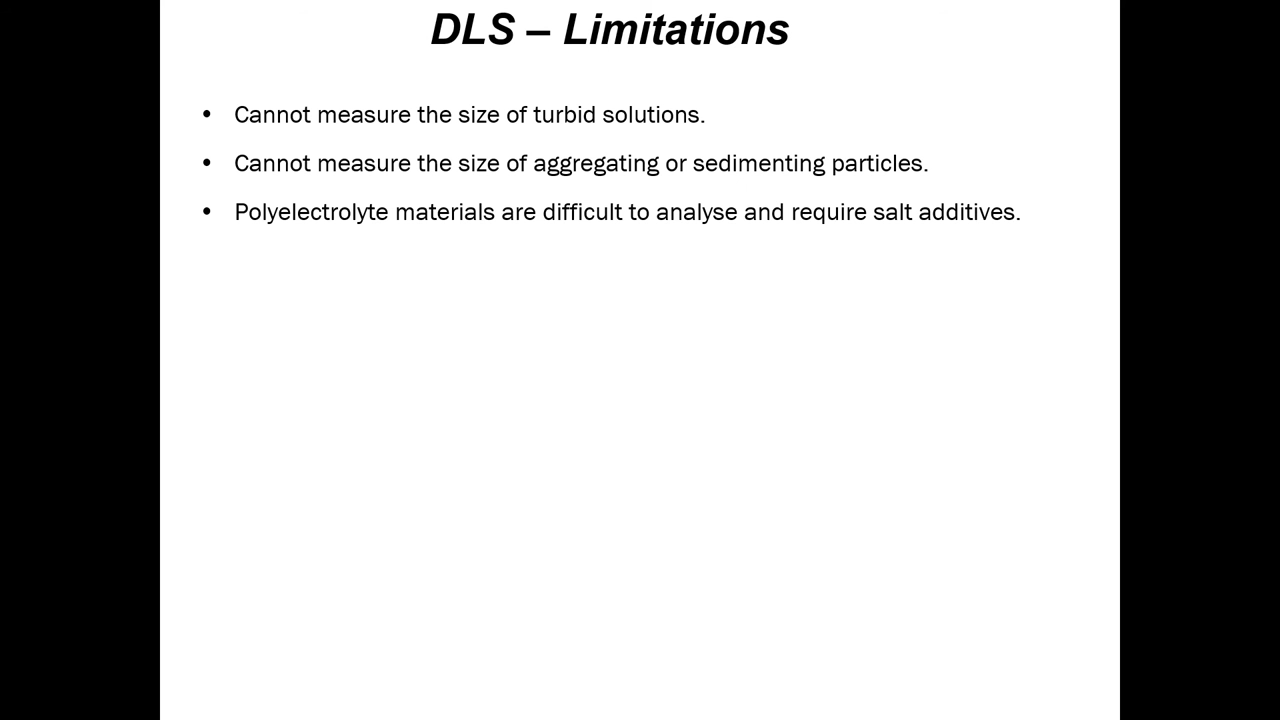 DLS – Limitations
• Cannot measure the size of turbid solutions.
• Cannot measure the size of aggregating or sedimenting particles.
• Polyelectrolyte materials are difficult to analyse and require salt additives.